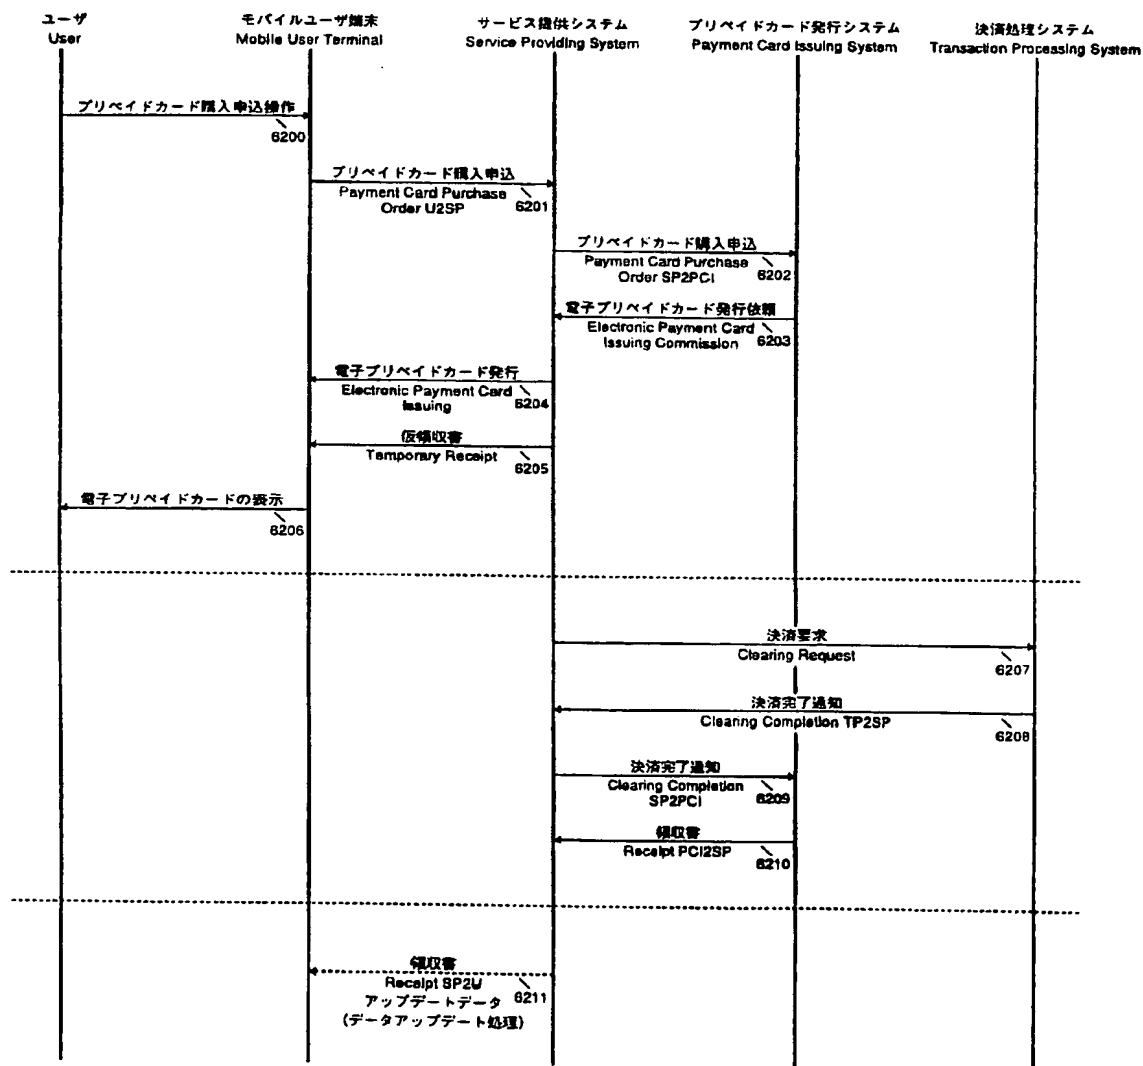 ユーザ
User
モバイルユーザ端末
Mobile User Terminal
サービス提供システム
Service Providing System
プリペイドカード発行システム
Payment Card Issuing System
決済処理システム
Transaction Processing System
プリペイドカード購入申込操作
6200
プリペイドカード購入申込
Payment Card Purchase
Order U2SP
6201
プリペイドカード購入申込
Payment Card Purchase
Order SP2PCI
6202
電子プリペイドカード発行依頼
Electronic Payment Card
Issuing Commission
6203
電子プリペイドカード発行
Electronic Payment Card
Issuing
6204
仮領収書
Temporary Receipt
6205
電子プリペイドカードの表示
6206
決済要求
Clearing Request
6207
決済完了通知
Clearing Completion TP2SP
6208
決済完了通知
Clearing Completion
SP2PCI
6209
領収書
Receipt PCI2SP
6210
領収書
Receipt SP2U
6211
アップデートデータ
(データアップデート処理)